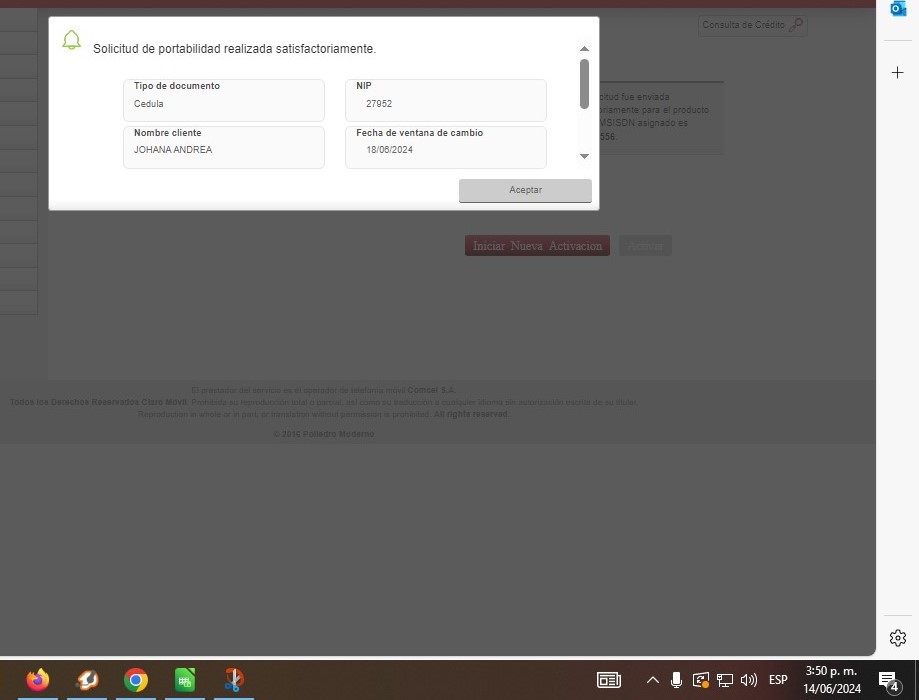 Consulta de Crédito
Solicitud de portabilidad realizada satisfactoriamente.
Tipo de documento
Cedula
NIP
27952
Nombre cliente
JOHANA ANDREA
Fecha de ventana de cambio
18/06/2024
Aceptar
citud fue enviada
riamente para el producto
MSISDN asignado es
556.
Iniciar Nueva Activacion
Activar
El prestador del servicio es el operador de telefonía móvil Comcel S.A.
Todos los Derechos Reservados Claro Móvil. Prohibida su reproducción total o parcial, así como su traducción a cualquier idioma sin autorización escrita de su titular.
Reproduction in whole or in part, or translation without permission is prohibited. All rights reserved.
© 2018 Poliedro Moderno
ESP
3:50 p. m.
14/06/2024
4